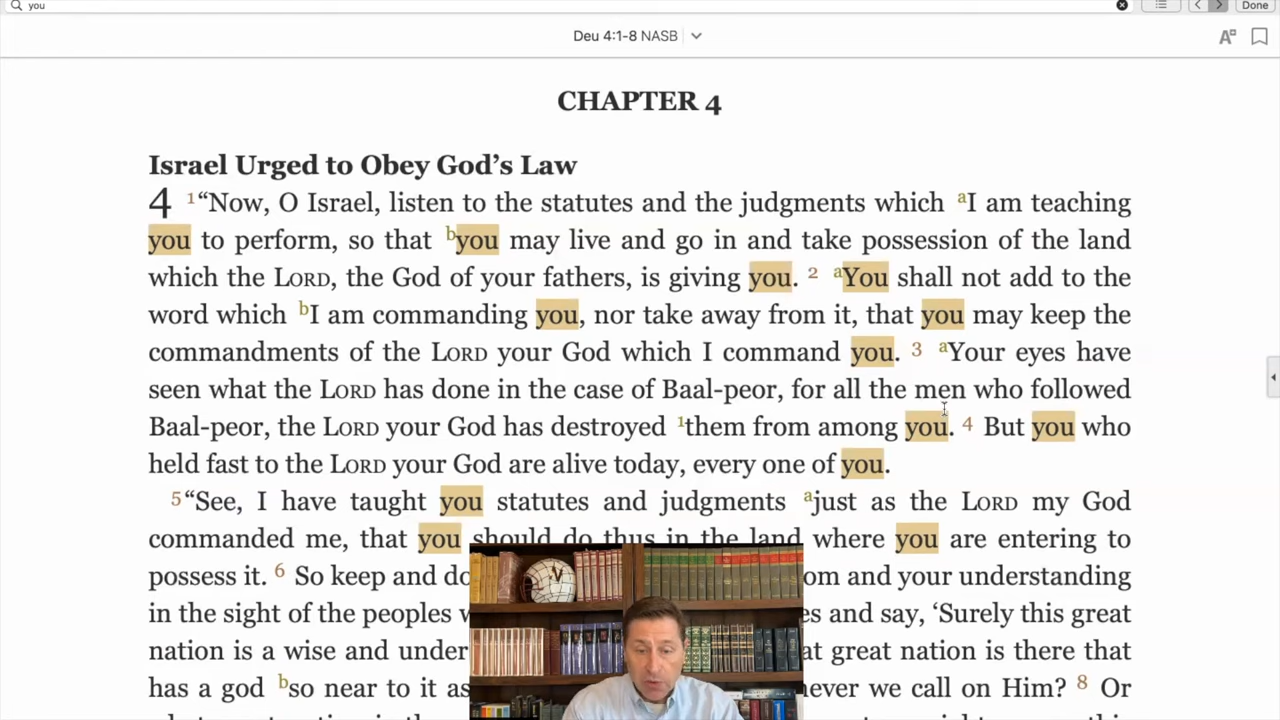 you
Done
Deu 4:1-8 NASB
CHAPTER 4
Israel Urged to Obey God’s Law
4 1“Now, O Israel, listen to the statutes and the judgments which aI am teaching
you to perform, so that byou may live and go in and take possession of the land
which the LORD, the God of your fathers, is giving you. 2 aYou shall not add to the
word which bI am commanding you, nor take away from it, that you may keep the
commandments of the LORD your God which I command you. 3 aYour eyes have
seen what the LORD has done in the case of Baal-peor, for all the men who followed
Baal-peor, the LORD your God has destroyed 1them from among you. 4 But you who
held fast to the LORD your God are alive today, every one of you.
5“See, I have taught you statutes and judgments ajust as the LORD my God
commanded me, that you should do thus in the land where you are entering to
possess it. 6 So keep and do om and your understanding
in the sight of the peoples w es and say, ‘Surely this great
nation is a wise and under at great nation is there that
has a god bso near to it as never we call on Him? 8 Or